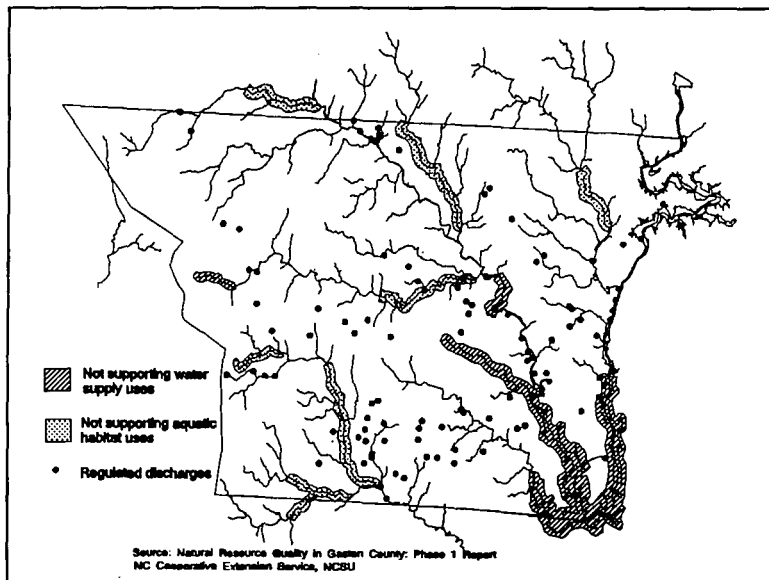 Not supporting water
supply uses
Not supporting aquatic
habitat uses
Regulated discharges
Source: Natural Resource Quality in Gaston County: Phase 1 Report
NC Cooperative Extension Service, NCSU